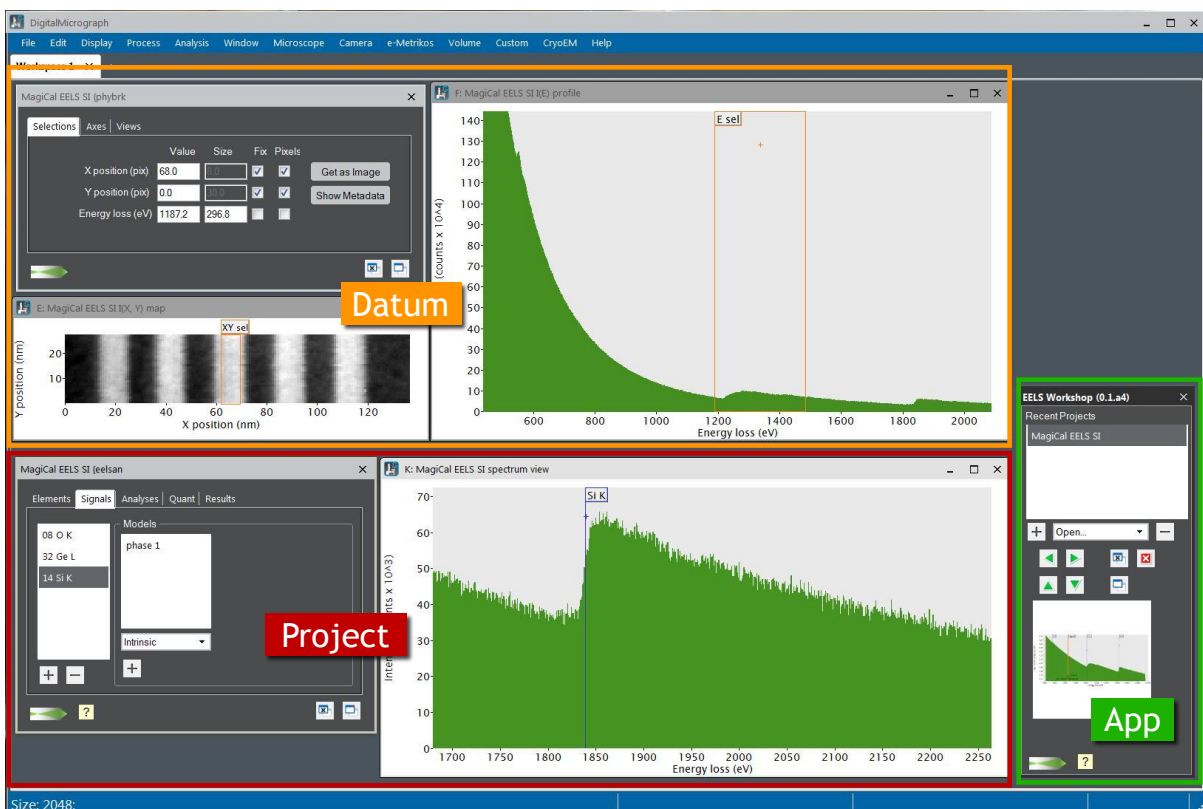 DigitalMicrograph
File Edit Display Process Analysis Window Microscope Camera e-Metrikos Volume Custom CryoEM Help
Workspace 1
MagiCal EELS SI (phybrk
Selections Axes Views
Value Size Fix Pixels
X position (pix) 68.0
Get as Image
Y position (pix) 0.0
Show Metadata
Energy loss (eV) 1187.2 296.8
Datum
E: MagiCal EELS SI I(X, Y) map
XY sel
Y position (nm)
20
10
0 20 40 60 80 100 120
X position (nm)
F: MagiCal EELS SI I(E) profile
E sel
(counts x 10^4)
140
130
120
110
100
90
80
70
60
50
40
30
20
10
0
600 800 1000 1200 1400 1600 1800 2000
Energy loss (eV)
MagiCal EELS SI (eelsan
Elements Signals Analyses Quant Results
08 O K
32 Ge L
14 Si K
Models
phase 1
Intrinsic
?
Project
K: MagiCal EELS SI spectrum view
Si K
x 10^3)
70
60
50
40
30
20
10
0
1700 1750 1800 1850 1900 1950 2000 2050 2100 2150 2200 2250
Energy loss (eV)
EELS Workshop (0.1.a4)
Recent Projects
MagiCal EELS SI
Open...
App
?
Size: 2048: